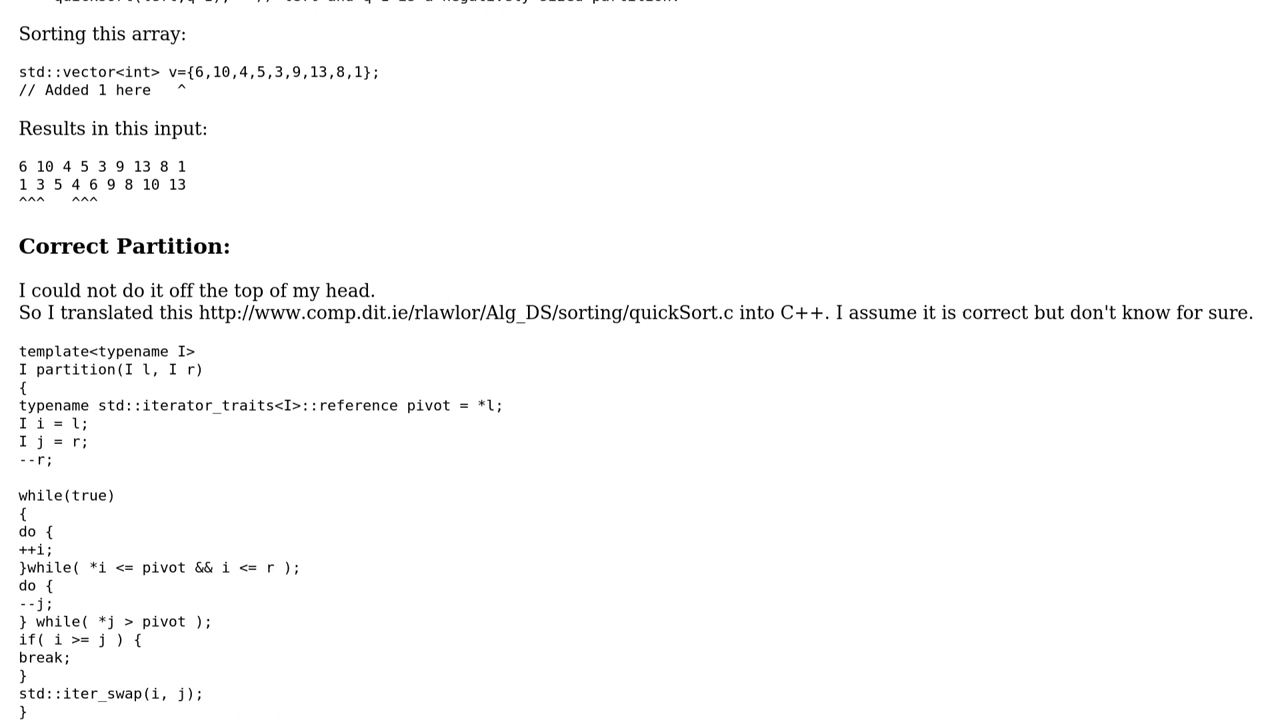 Sorting this array:
std::vector<int> v={6,10,4,5,3,9,13,8,1};
// Added 1 here   ^
Results in this input:
6 10 4 5 3 9 13 8 1
1 3 5 4 6 9 8 10 13
^^^   ^^^
Correct Partition:
I could not do it off the top of my head.
So I translated this http://www.comp.dit.ie/rlawlor/Alg_DS/sorting/quickSort.c into C++. I assume it is correct but don't know for sure.
template<typename I>
I partition(I l, I r)
{
typename std::iterator_traits<I>::reference pivot = *l;
I i = l;
I j = r;
--r;
while(true)
{
do {
++i;
}while( *i <= pivot && i <= r );
do {
--j;
} while( *j > pivot );
if( i >= j ) {
break;
}
std::iter_swap(i, j);
}